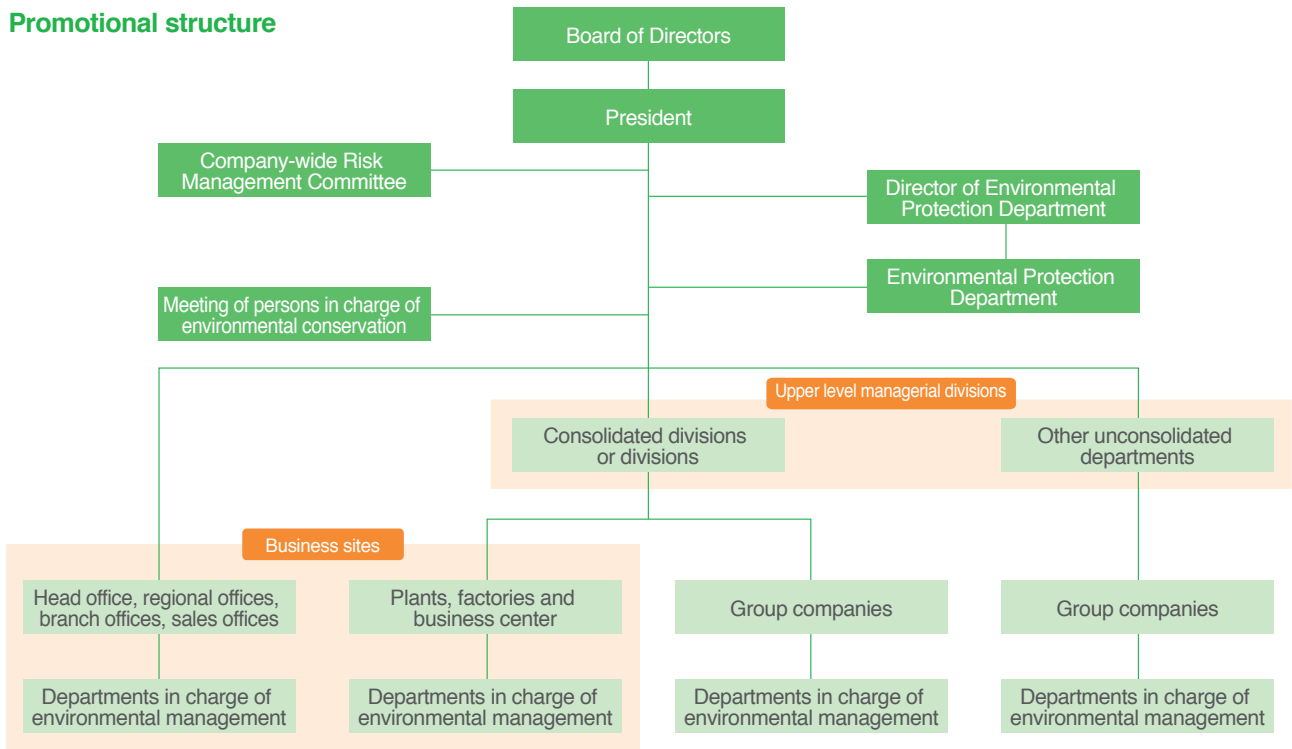 Promotional structure
Board of Directors
President
Company-wide Risk
Management Committee
Director of Environmental
Protection Department
Environmental Protection
Department
Meeting of persons in charge of
environmental conservation
Upper level managerial divisions
Consolidated divisions
or divisions
Other unconsolidated
departments
Business sites
Head office, regional offices,
branch offices, sales offices
Plants, factories and
business center
Group companies
Group companies
Departments in charge of
environmental management
Departments in charge of
environmental management
Departments in charge of
environmental management
Departments in charge of
environmental management